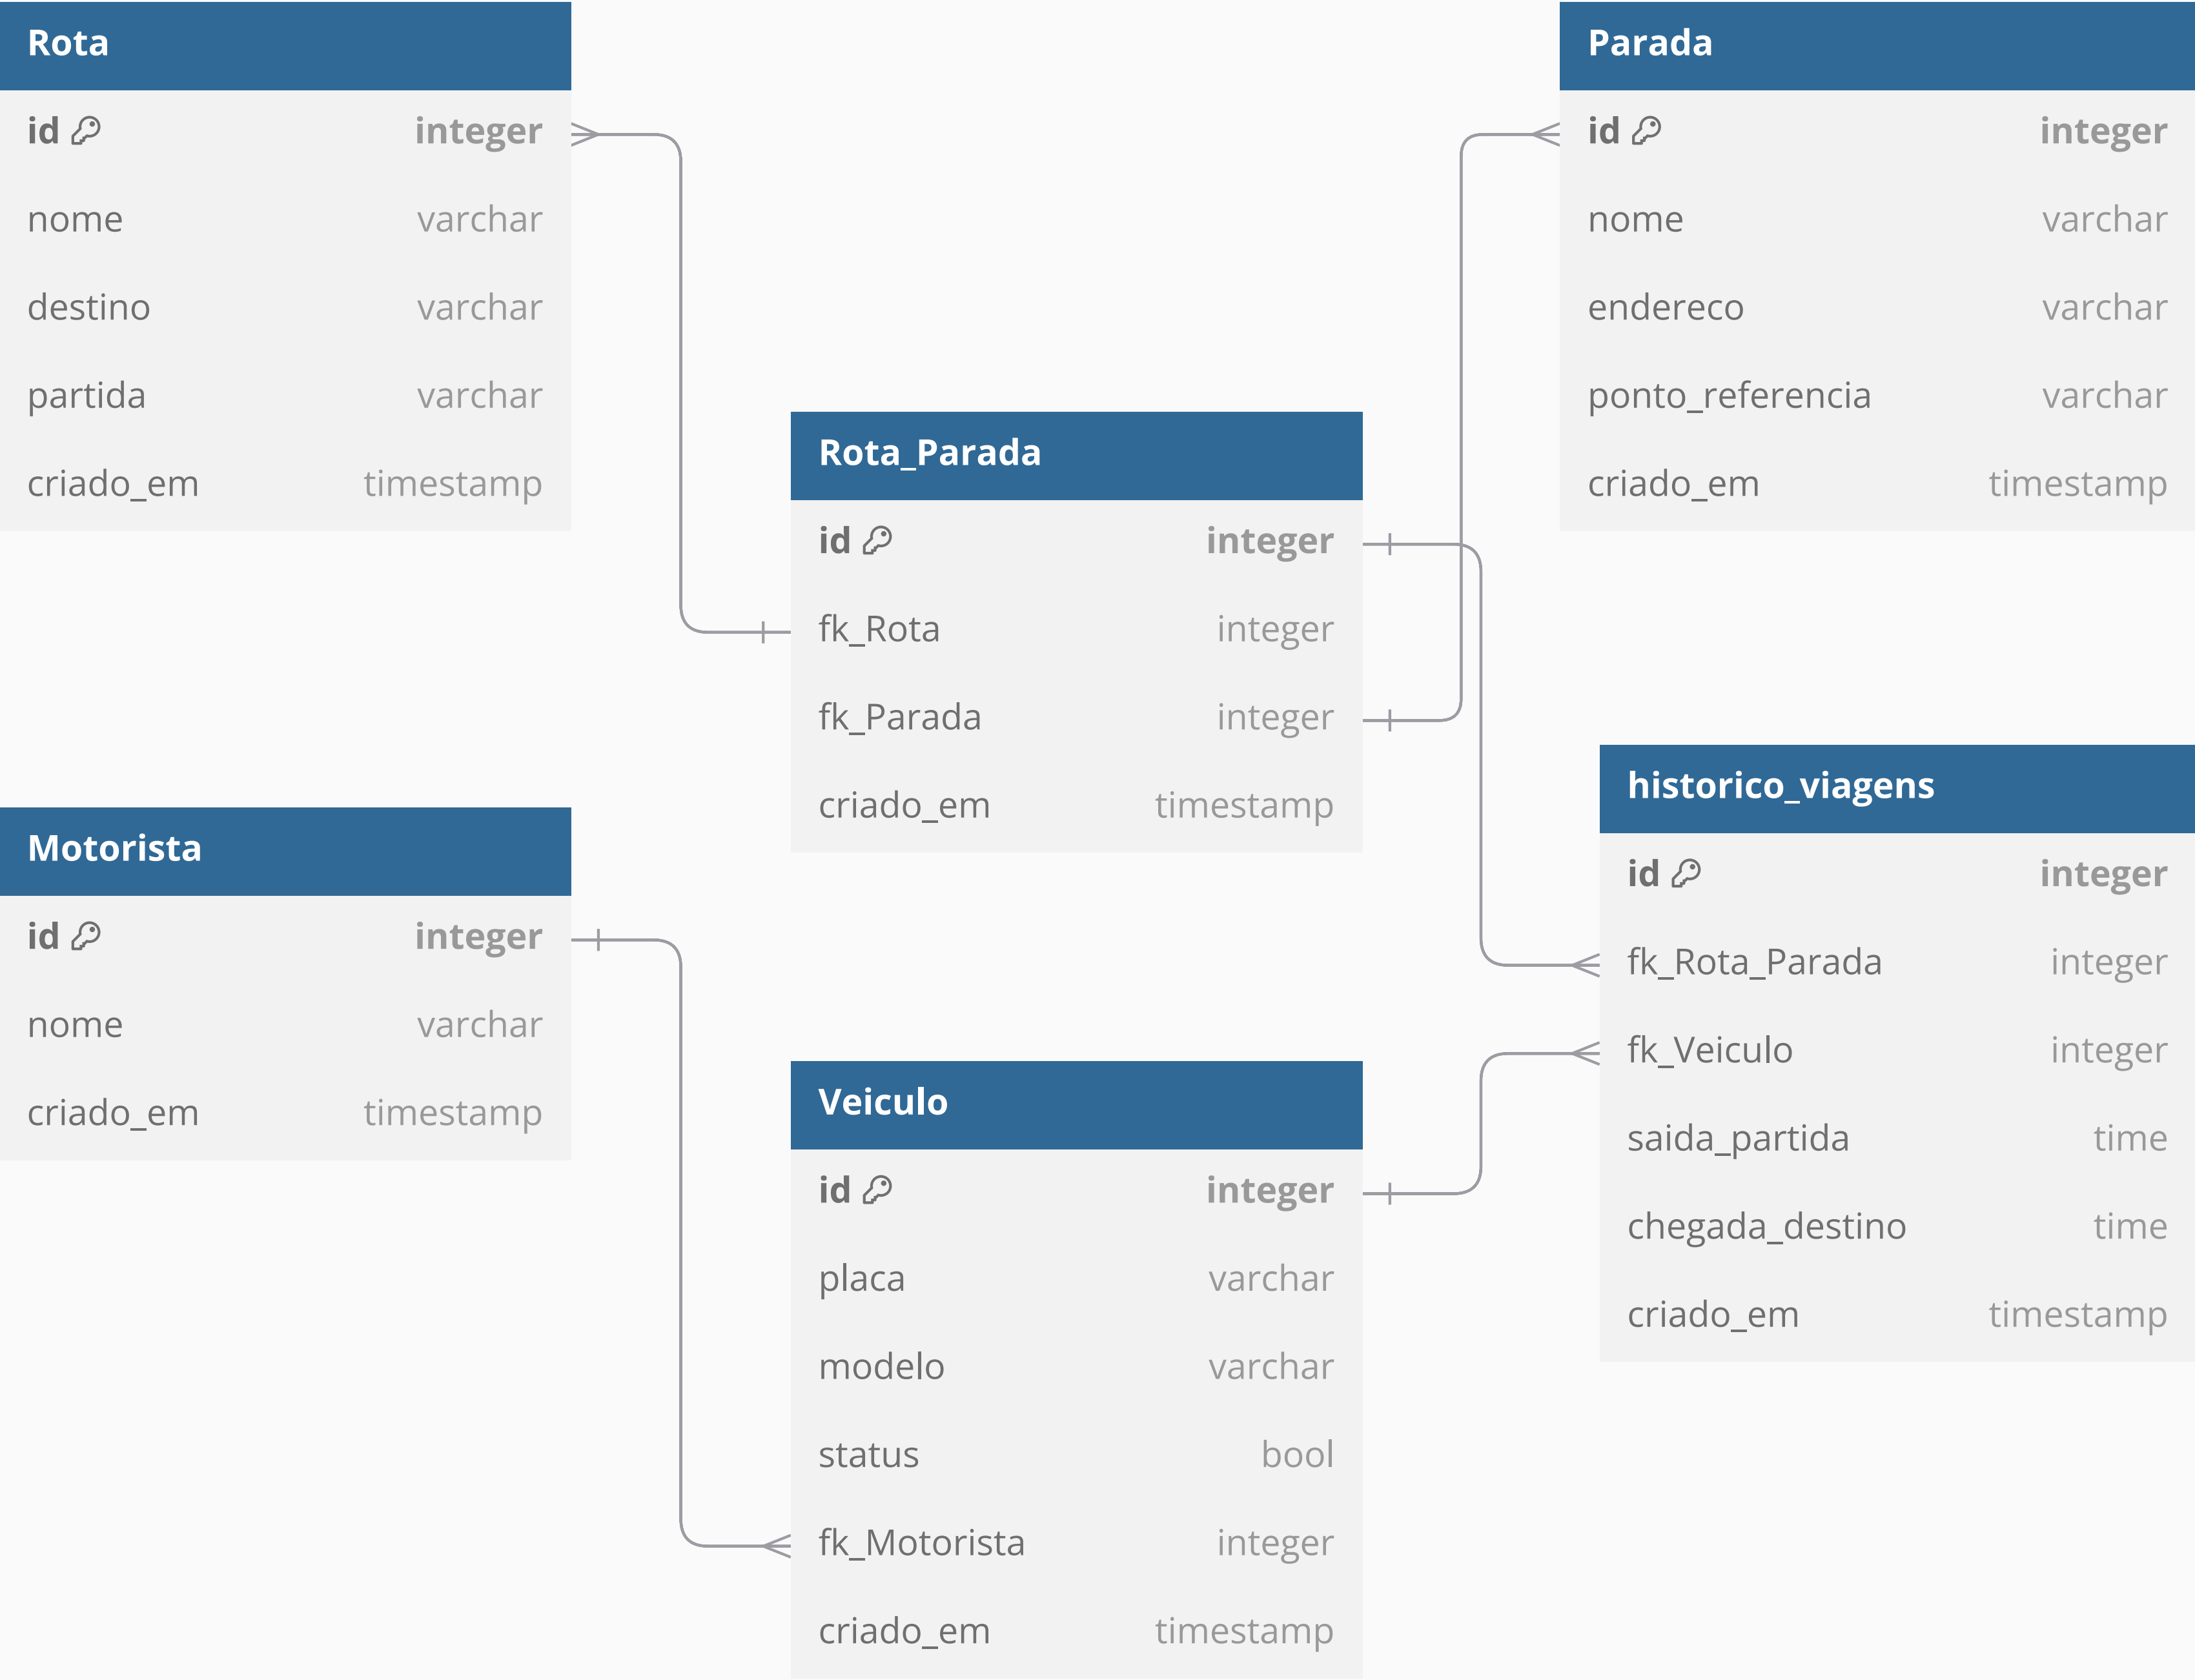 Rota
id integer
nome varchar
destino varchar
partida varchar
criado_em timestamp
Parada
id integer
nome varchar
endereco varchar
ponto_referencia varchar
criado_em timestamp
Rota_Parada
id integer
fk_Rota integer
fk_Parada integer
criado_em timestamp
Motorista
id integer
nome varchar
criado_em timestamp
historico_viagens
id integer
fk_Rota_Parada integer
fk_Veiculo integer
saida_partida time
chegada_destino time
criado_em timestamp
Veiculo
id integer
placa varchar
modelo varchar
status bool
fk_Motorista integer
criado_em timestamp